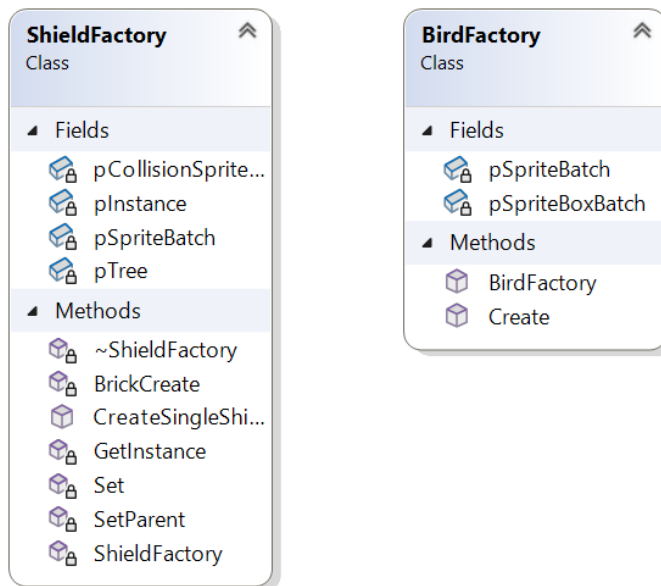 ShieldFactory
Class
Fields
pCollisionSprite...
pInstance
pSpriteBatch
pTree
Methods
~ShieldFactory
BrickCreate
CreateSingleShi...
GetInstance
Set
SetParent
ShieldFactory
BirdFactory
Class
Fields
pSpriteBatch
pSpriteBoxBatch
Methods
BirdFactory
Create